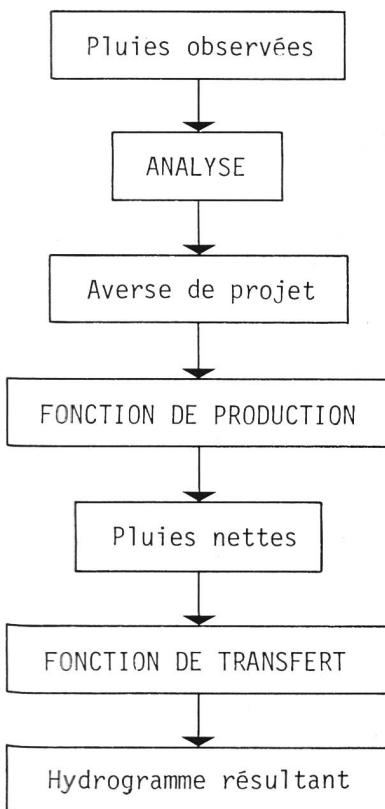 Pluies observées
ANALYSE
Averse de projet
FONCTION DE PRODUCTION
Pluies nettes
FONCTION DE TRANSFERT
Hydrogramme résultant